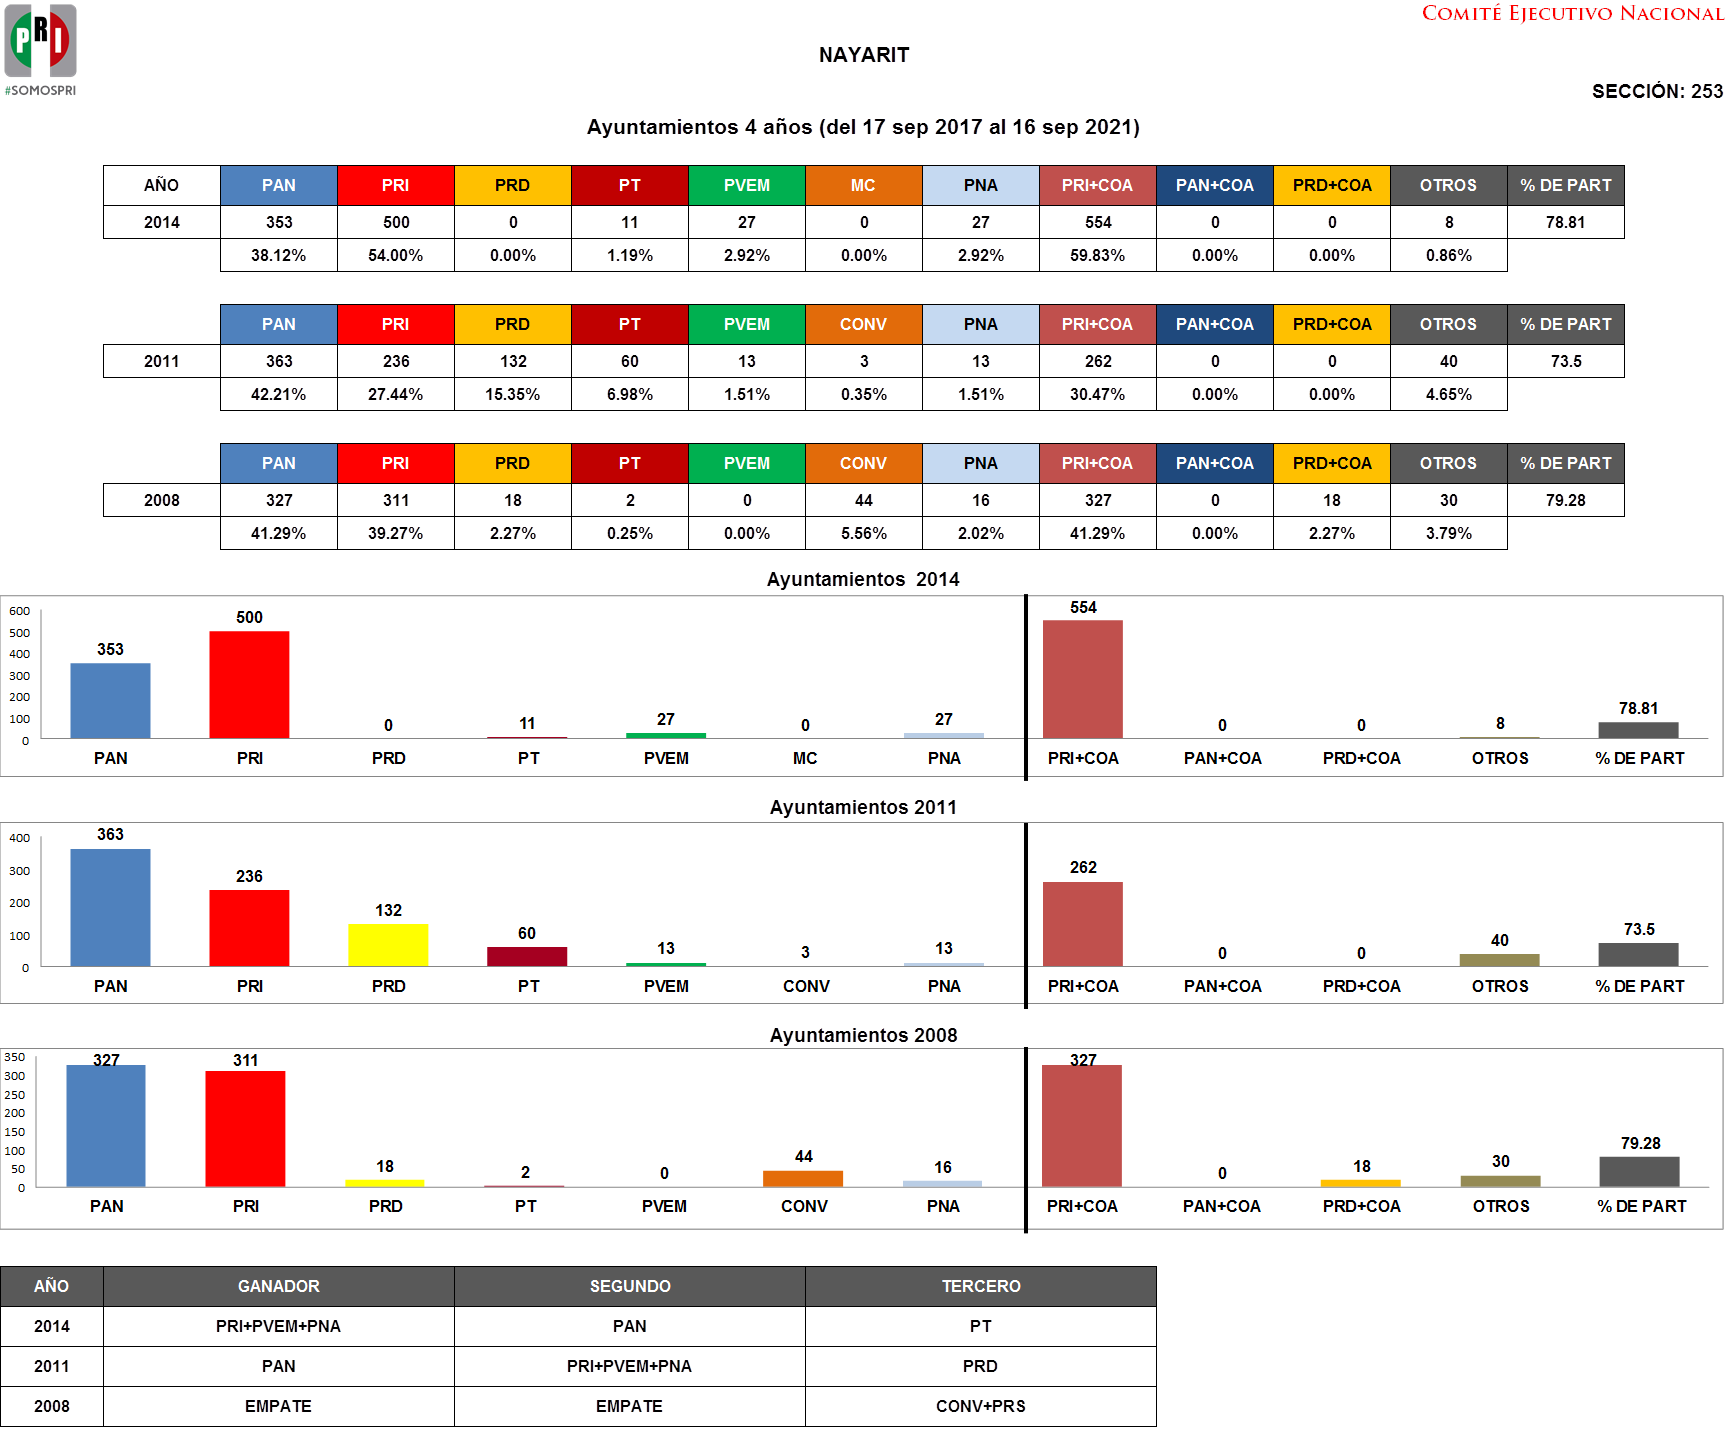 COMITÉ EJECUTIVO NACIONAL
PRI
#SOMOSPRI
NAYARIT
SECCIÓN: 253
Ayuntamientos 4 años (del 17 sep 2017 al 16 sep 2021)
AÑO PAN PRI PRD PT PVEM MC PNA PRI+COA PAN+COA PRD+COA OTROS % DE PART
2014 353 500 0 11 27 0 27 554 0 0 8 78.81
38.12% 54.00% 0.00% 1.19% 2.92% 0.00% 2.92% 59.83% 0.00% 0.00% 0.86%
PAN PRI PRD PT PVEM CONV PNA PRI+COA PAN+COA PRD+COA OTROS % DE PART
2011 363 236 132 60 13 3 13 262 0 0 40 73.5
42.21% 27.44% 15.35% 6.98% 1.51% 0.35% 1.51% 30.47% 0.00% 0.00% 4.65%
PAN PRI PRD PT PVEM CONV PNA PRI+COA PAN+COA PRD+COA OTROS % DE PART
2008 327 311 18 2 0 44 16 327 0 18 30 79.28
41.29% 39.27% 2.27% 0.25% 0.00% 5.56% 2.02% 41.29% 0.00% 2.27% 3.79%
Ayuntamientos 2014
600
500
400
300
200
100
0
353 500 0 11 27 0 27 554 0 0 8 78.81
PAN PRI PRD PT PVEM MC PNA PRI+COA PAN+COA PRD+COA OTROS % DE PART
Ayuntamientos 2011
400
300
200
100
0
363 236 132 60 13 3 13 262 0 0 40 73.5
PAN PRI PRD PT PVEM CONV PNA PRI+COA PAN+COA PRD+COA OTROS % DE PART
Ayuntamientos 2008
350
300
250
200
150
100
50
0
327 311 18 2 0 44 16 327 0 18 30 79.28
PAN PRI PRD PT PVEM CONV PNA PRI+COA PAN+COA PRD+COA OTROS % DE PART
AÑO GANADOR SEGUNDO TERCERO
2014 PRI+PVEM+PNA PAN PT
2011 PAN PRI+PVEM+PNA PRD
2008 EMPATE EMPATE CONV+PRS